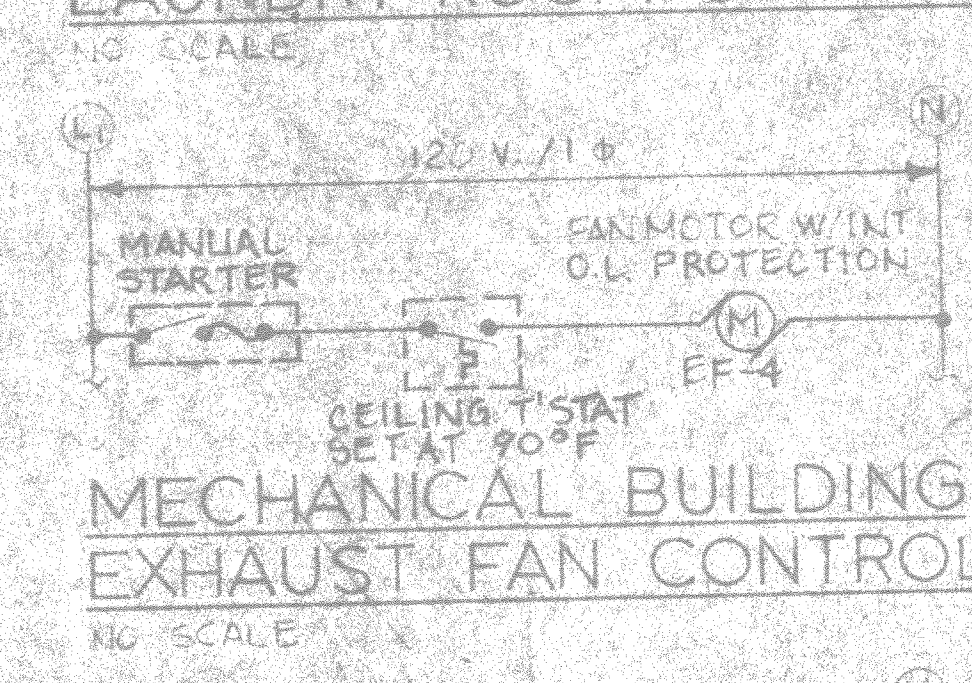 NO SCALE
L1
N
120 V. / 1 Φ
MANUAL
STARTER
FAN MOTOR W/INT
O.L. PROTECTION
M
EF-4
CEILING T'STAT
SET AT 90°F
MECHANICAL BUILDING
EXHAUST FAN CONTROL
NO SCALE